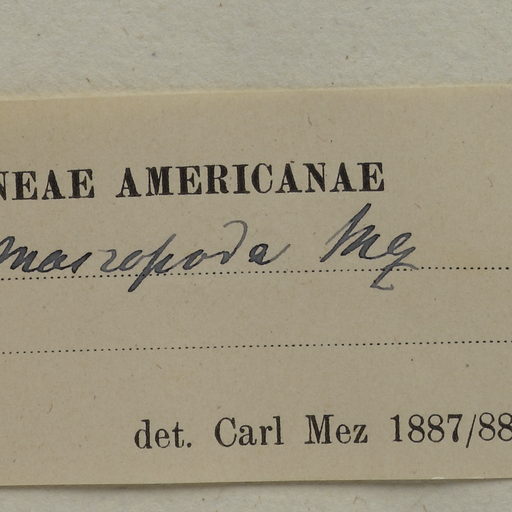 NEAE AMERICANAE
macropoda Mez
det. Carl Mez 1887/88